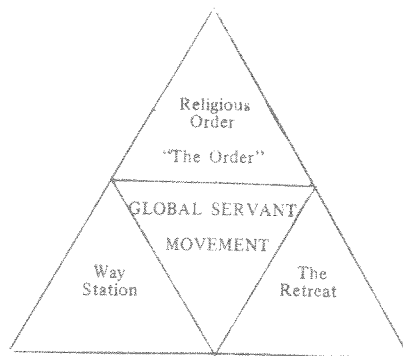 Religious
Order
"The Order"
GLOBAL SERVANT
MOVEMENT
Way
Station
The
Retreat